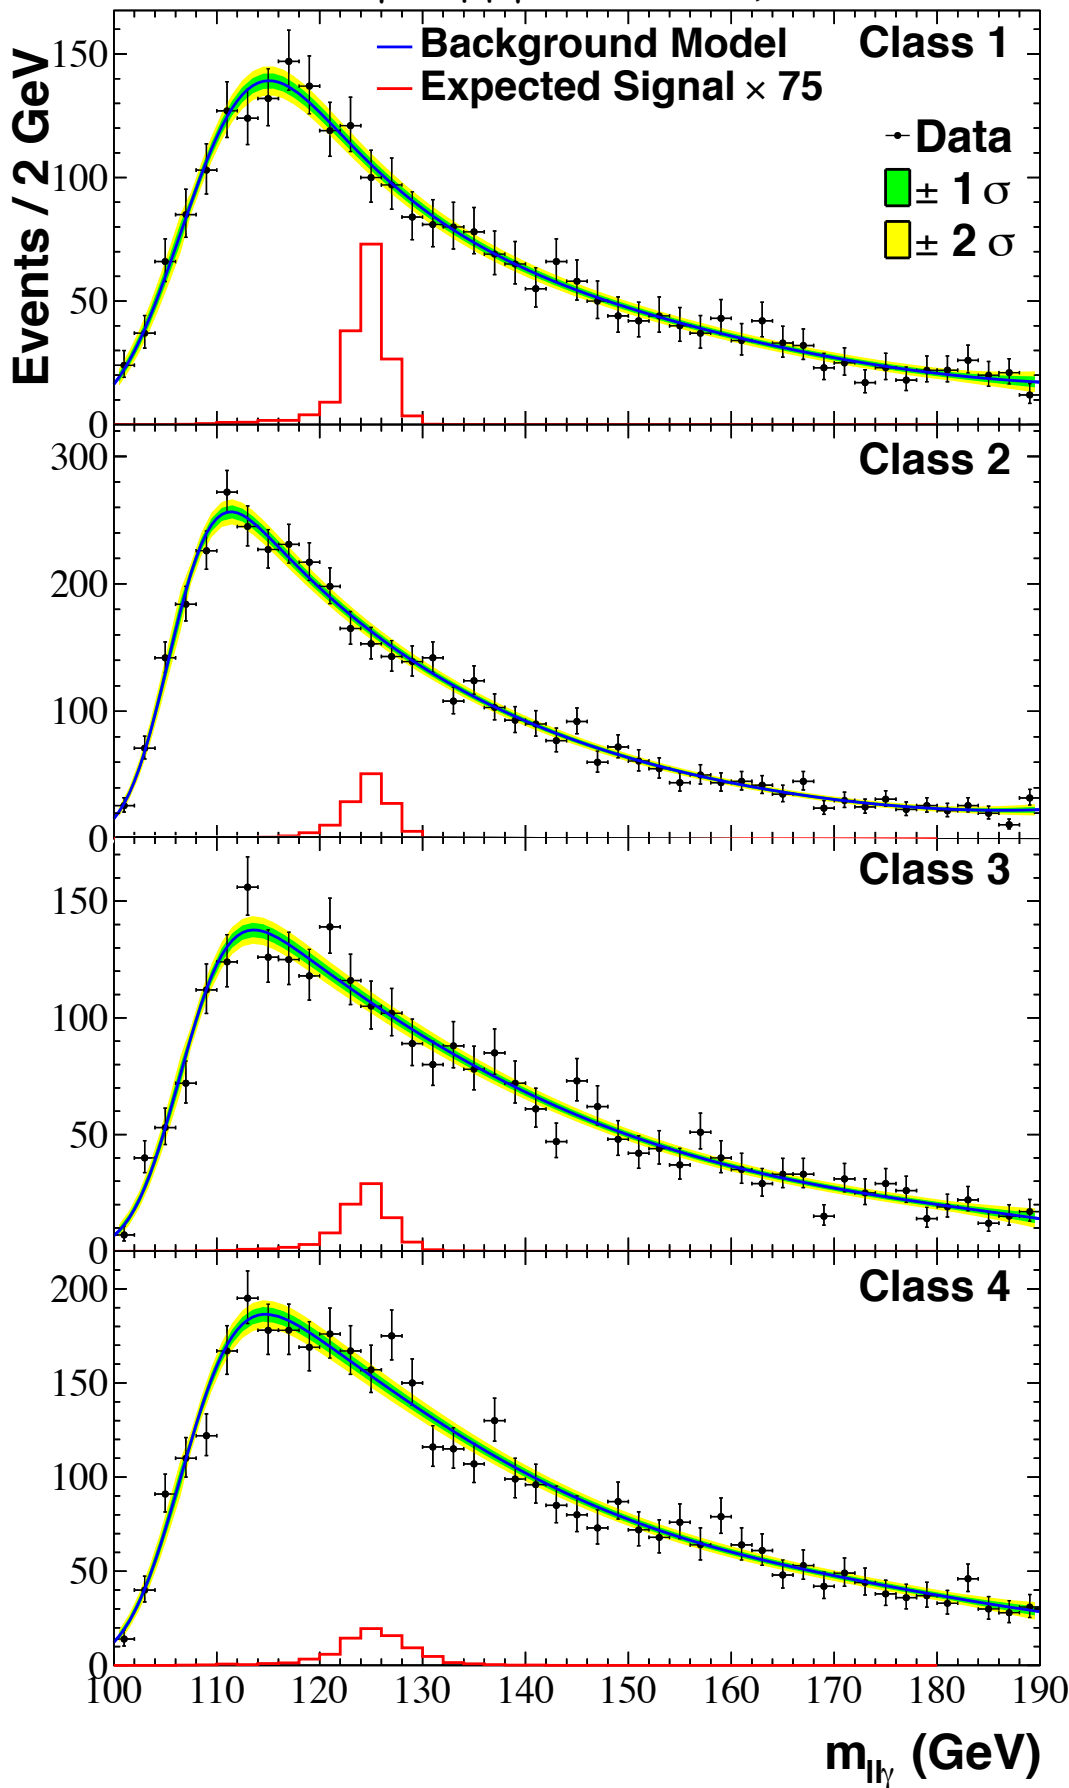 Background Model
Class 1
Expected Signal × 75
Data
± 1 σ
± 2 σ
Events / 2 GeV
150
100
50
0
Class 2
300
200
100
0
Class 3
150
100
50
0
Class 4
200
150
100
50
0
100 110 120 130 140 150 160 170 180 190
m_llγ (GeV)